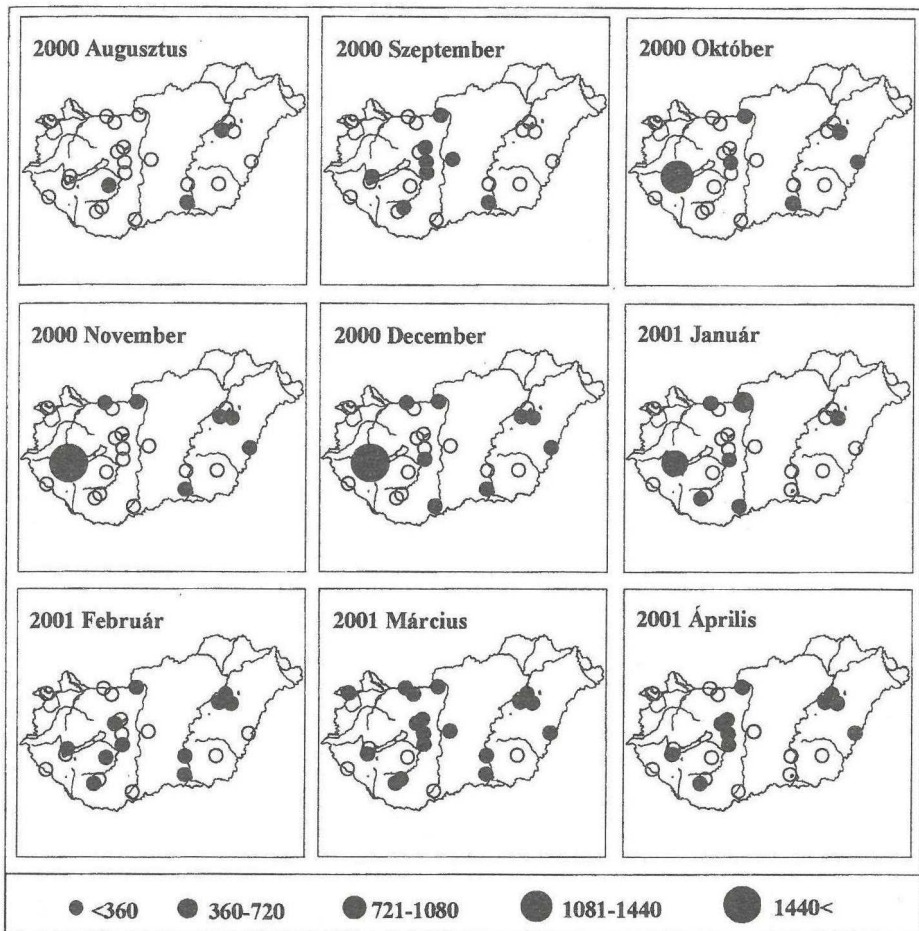 2000 Augusztus
2000 Szeptember
2000 Október
2000 November
2000 December
2001 Január
2001 Február
2001 Március
2001 Április
<360 360-720 721-1080 1081-1440 1440<